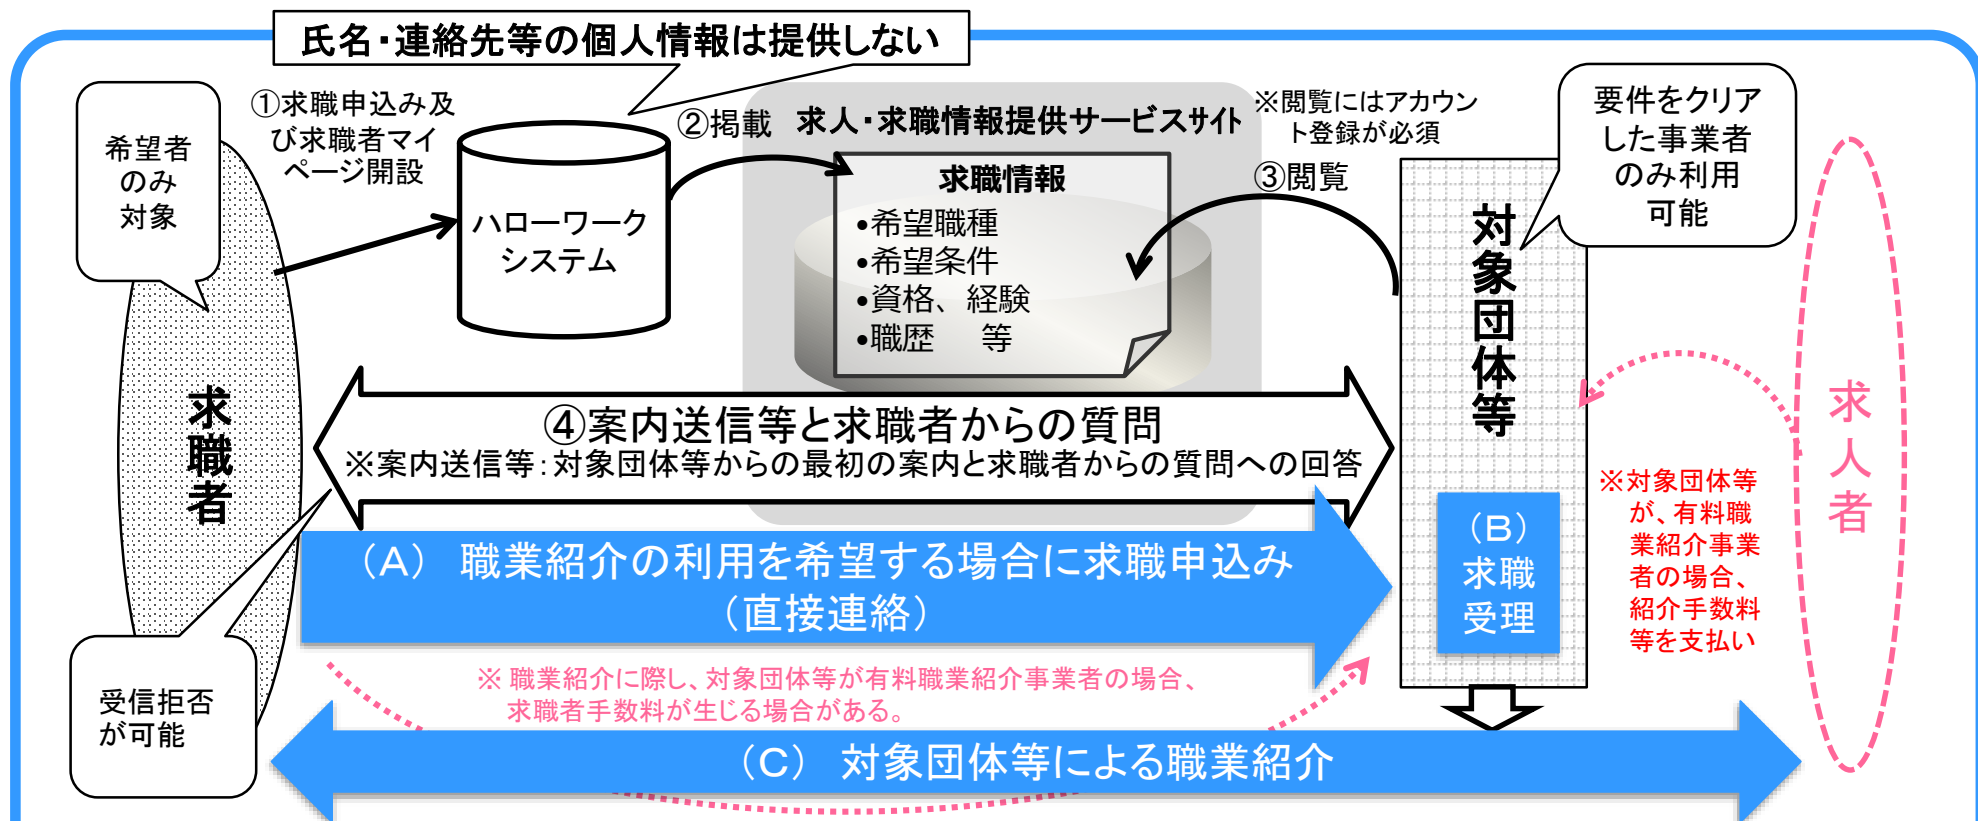 氏名・連絡先等の個人情報は提供しない
希望者
のみ
対象
①求職申込み及
び求職者マイ
ページ開設
ハローワーク
システム
②掲載
求人・求職情報提供サービスサイト
求職情報
•希望職種
•希望条件
•資格、経験
•職歴　等
※閲覧にはアカウン
ト登録が必須
③閲覧
要件をクリア
した事業者
のみ利用
可能
対象団体等
求職者
求人者
④案内送信等と求職者からの質問
※案内送信等：対象団体等からの最初の案内と求職者からの質問への回答
（A）　職業紹介の利用を希望する場合に求職申込み
（直接連絡）
（B）
求職
受理
※対象団体等
が、有料職
業紹介事業
者の場合、
紹介手数料
等を支払い
受信拒否
が可能
※ 職業紹介に際し、対象団体等が有料職業紹介事業者の場合、
求職者手数料が生じる場合がある。
（C）　対象団体等による職業紹介